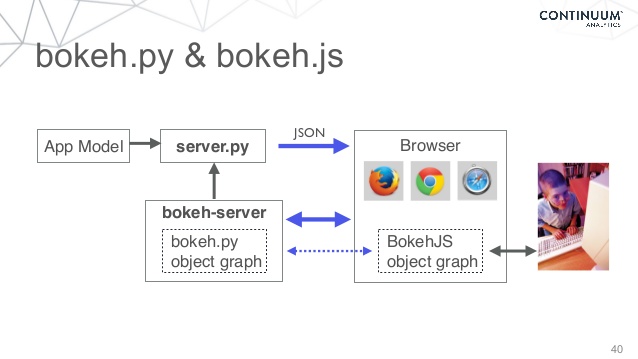 CONTINUUM
ANALYTICS
bokeh.py & bokeh.js
App Model
server.py
JSON
Browser
bokeh-server
bokeh.py
object graph
BokehJS
object graph
40